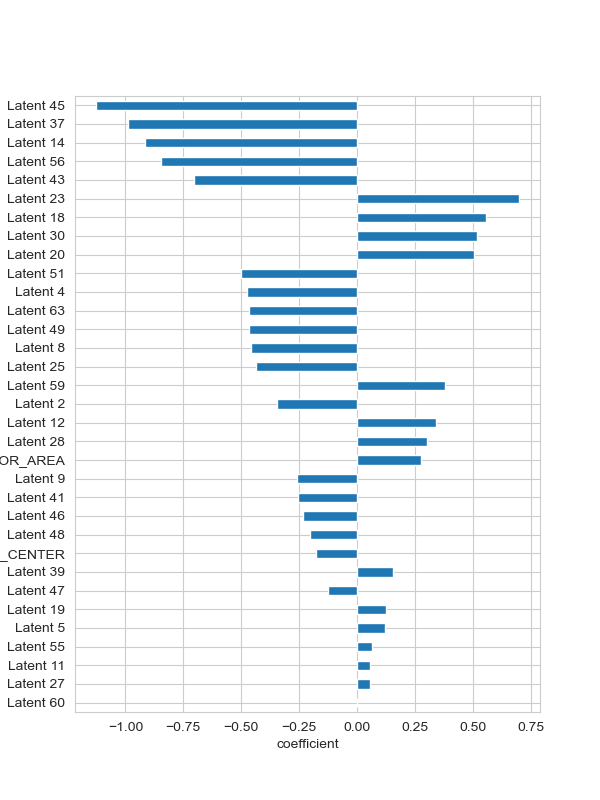 Latent 45
Latent 37
Latent 14
Latent 56
Latent 43
Latent 23
Latent 18
Latent 30
Latent 20
Latent 51
Latent 4
Latent 63
Latent 49
Latent 8
Latent 25
Latent 59
Latent 2
Latent 12
Latent 28
OR_AREA
Latent 9
Latent 41
Latent 46
Latent 48
_CENTER
Latent 39
Latent 47
Latent 19
Latent 5
Latent 55
Latent 11
Latent 27
Latent 60
−1.00 −0.75 −0.50 −0.25 0.00 0.25 0.50 0.75
coefficient